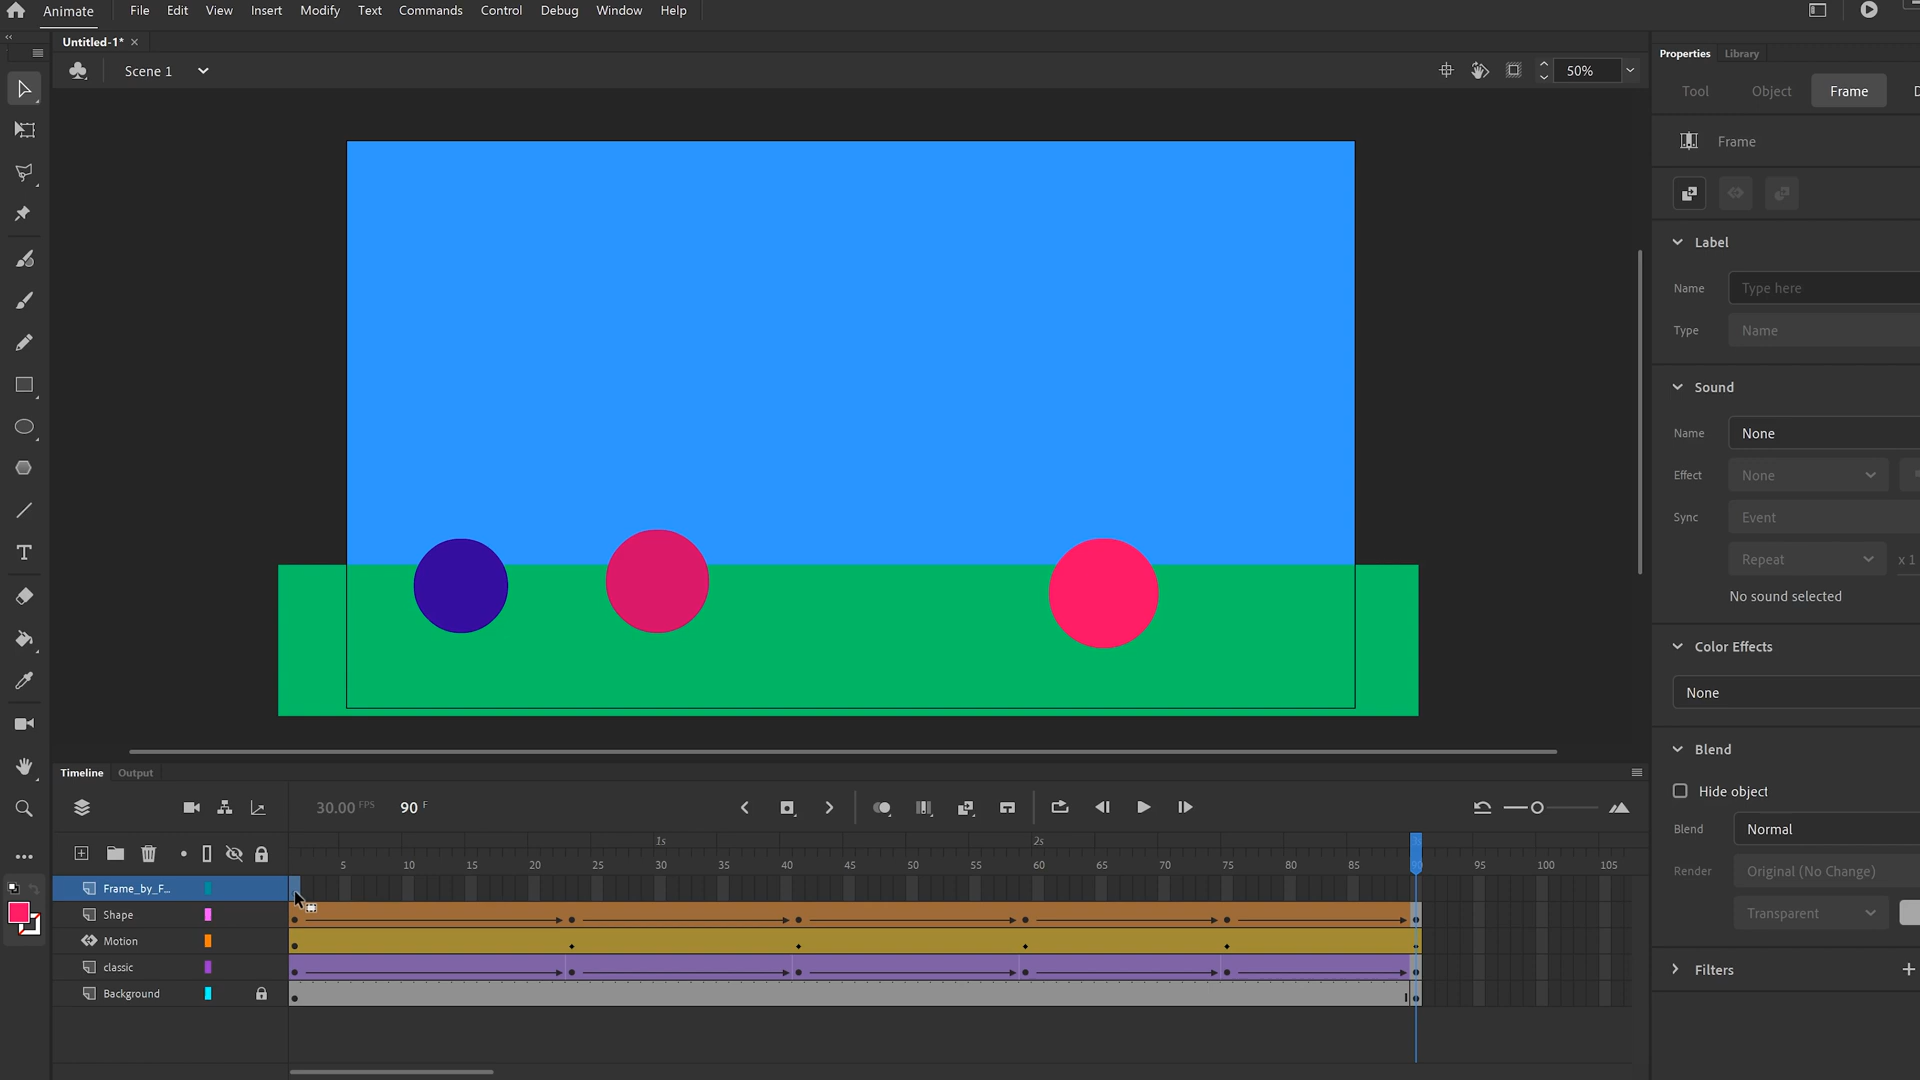 Animate File Edit View Insert Modify Text Commands Control Debug Window Help
Untitled-1* ×
Scene 1
50%
Properties Library
Tool Object Frame
Frame
Label
Name Type here
Type Name
Sound
Name None
Effect None
Sync Event
Repeat x 1
No sound selected
Color Effects
None
Blend
Hide object
Blend Normal
Render Original (No Change)
Transparent
Filters
Timeline Output
30.00 FPS 90 F
1s 2s
5 10 15 20 25 30 35 40 45 50 55 60 65 70 75 80 85 90 95 100 105
Frame_by_F...
Shape
Motion
classic
Background